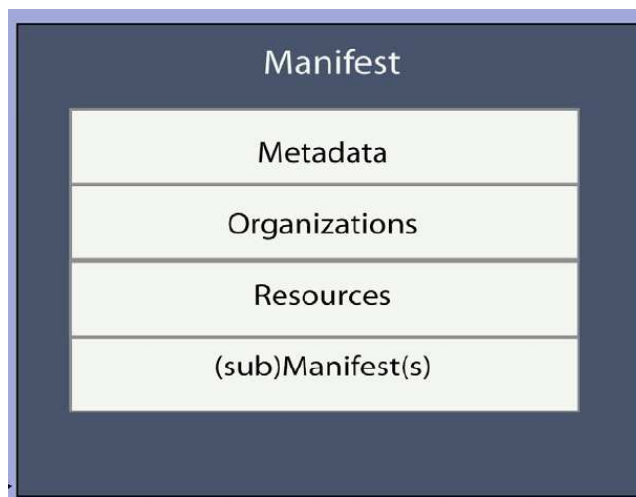 Manifest
Metadata
Organizations
Resources
(sub)Manifest(s)